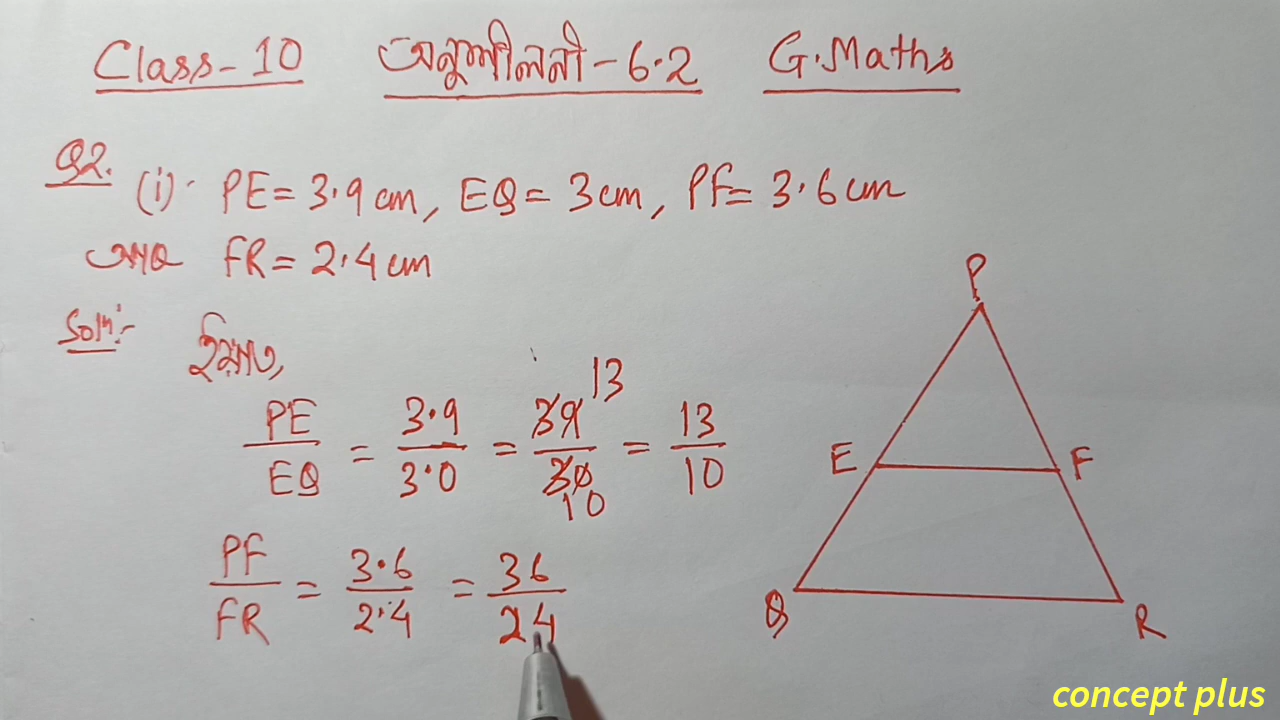 Class-10 অনুশীলনী-6.2 G.Maths
Q2. (i). PE = 3.9 cm, EQ = 3 cm, PF = 3.6 cm
আৰু FR = 2.4 cm
Soln:- ইয়াত,
PE/EQ = 3.9/3.0 = 39/30 = 13/10
13
10
PF/FR = 3.6/2.4 = 36/24
P
E F
Q R
concept plus